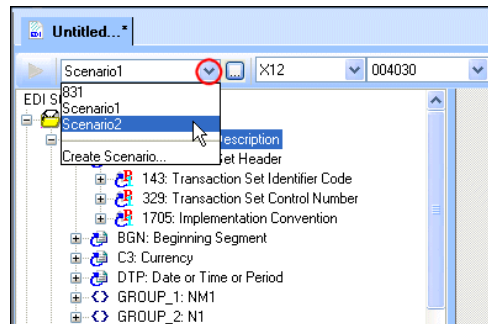 EDI Untitled...*
Scenario1 ... X12 004030
EDI S
831
Scenario1
Scenario2
escription
Create Scenario...
et Header
143: Transaction Set Identifier Code
329: Transaction Set Control Number
1705: Implementation Convention
BGN: Beginning Segment
C3: Currency
DTP: Date or Time or Period
GROUP_1: NM1
GROUP_2: N1